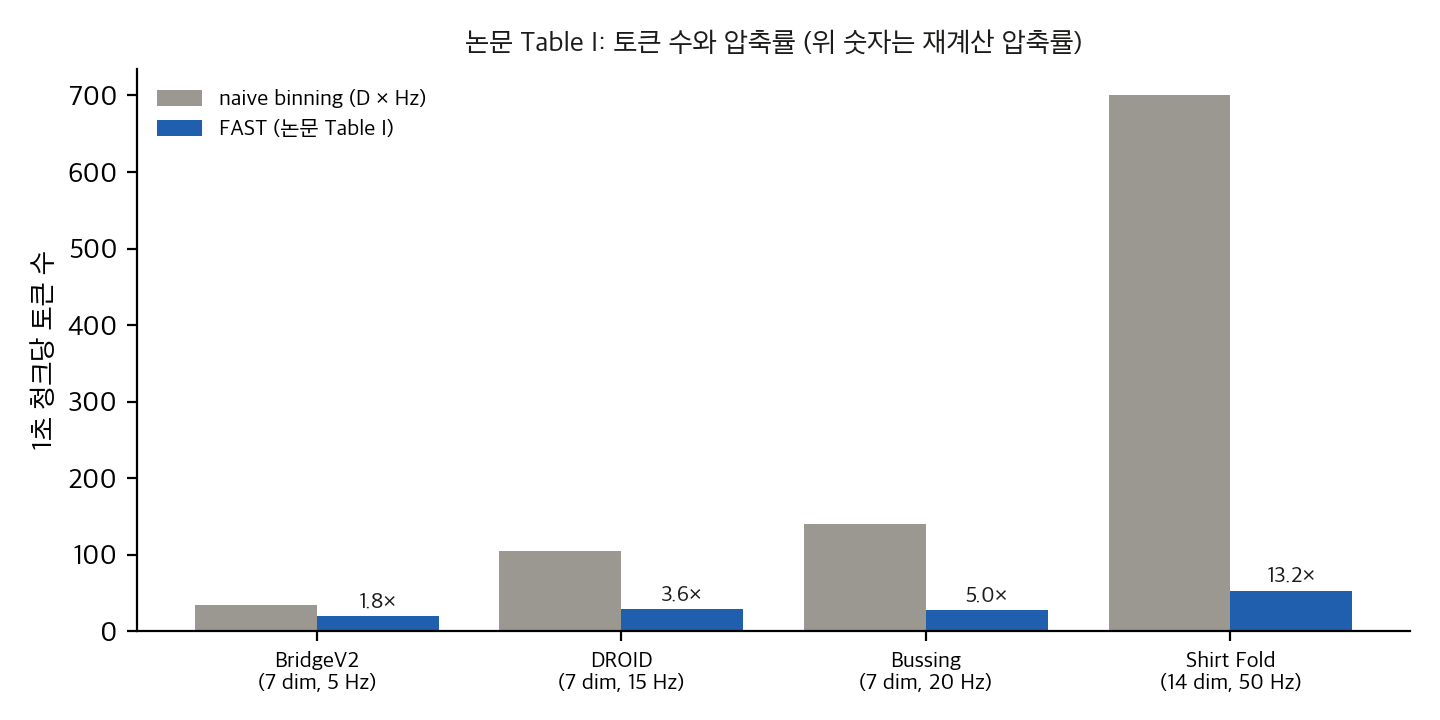 논문 Table I: 토큰 수와 압축률 (위 숫자는 재계산 압축률)
naive binning (D × Hz)
FAST (논문 Table I)
1초 청크당 토큰 수
700
600
500
400
300
200
100
0
1.8×
3.6×
5.0×
13.2×
BridgeV2
(7 dim, 5 Hz)
DROID
(7 dim, 15 Hz)
Bussing
(7 dim, 20 Hz)
Shirt Fold
(14 dim, 50 Hz)